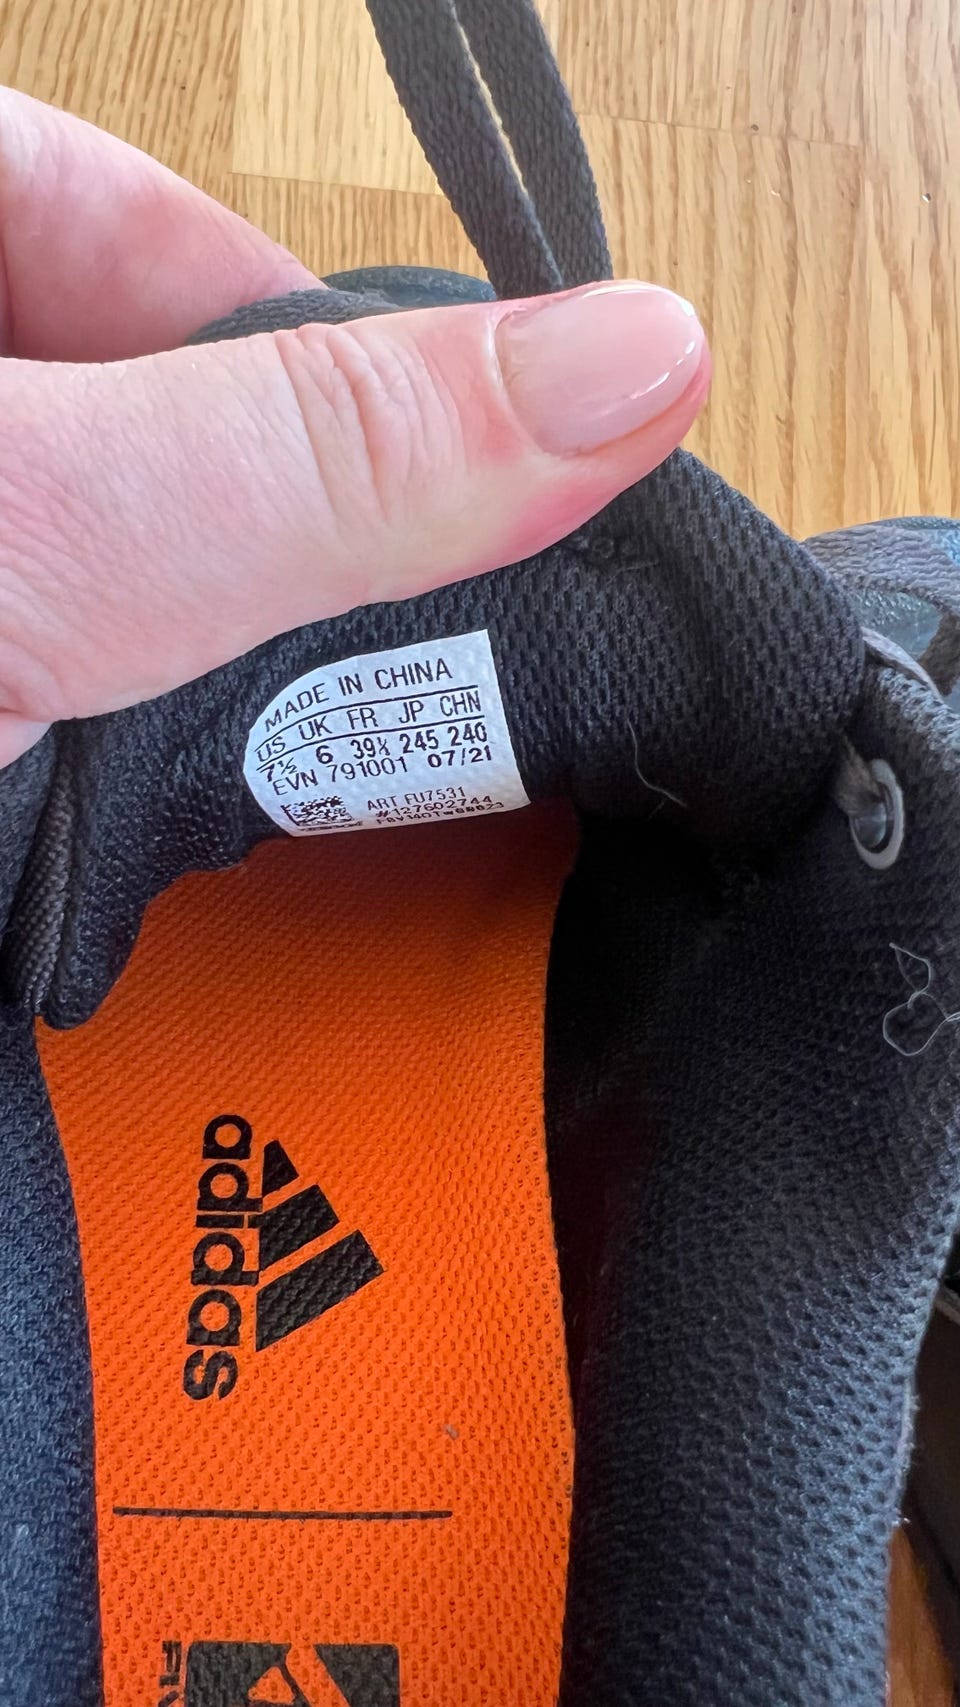 MADE IN CHINA
US UK FR JP CHN
7½ 6 39⅓ 245 240
EVN 791001 07/21
ART FU7531
#127602744
adidas